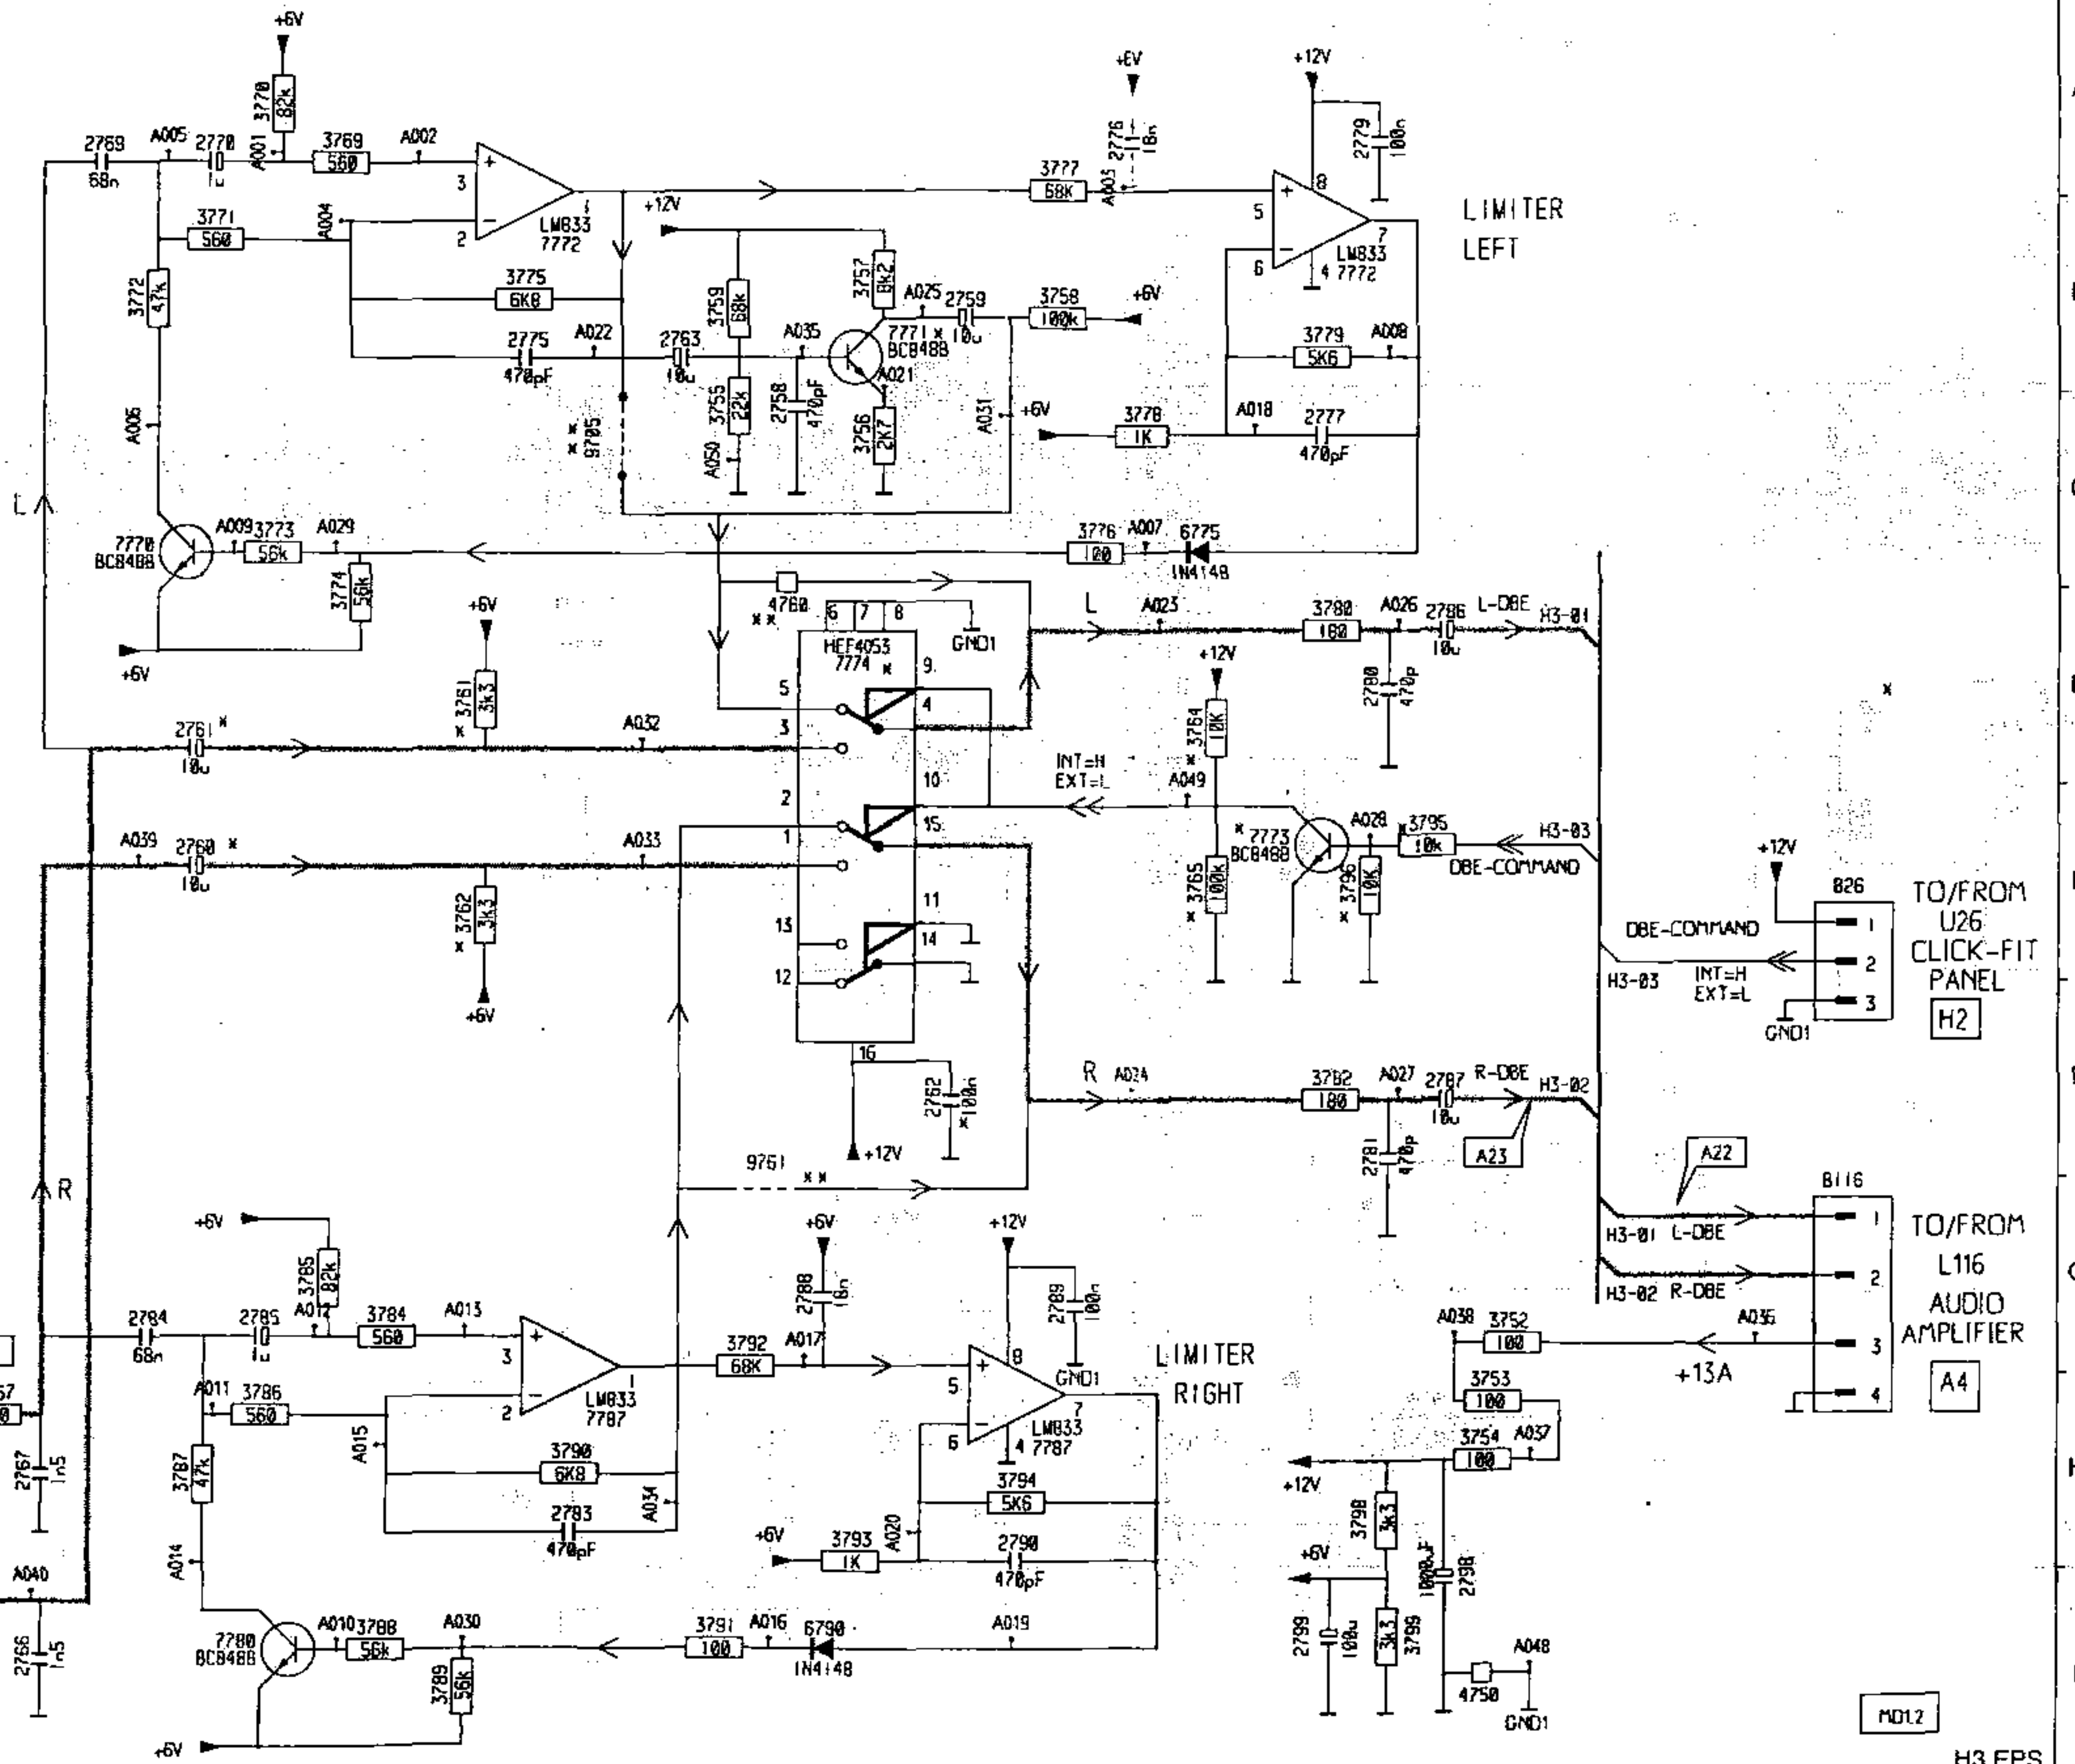 +6V
3770
82k
2769
68n
A005
2770
1u
A001
3769
560
A002
3
2
1
LM833
7772
A004
3771
560
3772
47k
3775
6K8
2775
470pF
A022
2763
10u
+12V
3759
68k
3757
8k2
A025
2759
10u
3758
100k
+6V
A035
7771 *
BC848B
A021
3755
22k
2758
470pF
3756
2K7
A050
A031
* * 9705
3777
68K
A003
2776
18n
+12V
2779
100n
5
6
7
8
4
LM833
7772
LIMITER
LEFT
3779
5K6
A008
+6V
3778
1K
A018
2777
470pF
A006
L
7770
BC848B
A009
3773
56k
A029
3774
56k
+6V
3776
100
A007
6775
1N4148
4760
* *
6
7
8
GND1
HEF4053
7774 *
9
5
4
3
10
2
15
1
11
13
14
12
16
+6V
* 3761
3k3
2761 *
10u
A032
A039
2760 *
10u
A033
* 3762
3k3
+6V
L
A023
3780
180
A026
2786
10u
L-DBE
H3-01
2780
470p
+12V
* 3764
10K
INT=H
EXT=L
A049
* 7773
BC848B
A028
* 3795
10k
H3-03
DBE-COMMAND
* 3765
100k
* 3796
10K
+12V
B26
DBE-COMMAND
1
2
3
H3-03
INT=H
EXT=L
GND1
TO/FROM
U26
CLICK-FIT
PANEL
H2
2762
* 100n
+12V
9761
* *
R
A024
3782
180
A027
2787
10u
R-DBE
H3-02
2781
470p
A23
A22
B116
1
2
3
4
H3-01 L-DBE
H3-02 R-DBE
A036
+13A
TO/FROM
L116
AUDIO
AMPLIFIER
A4
R
+6V
3785
82k
2784
68n
2785
1u
A012
3784
560
A013
3
2
1
LM833
7787
A011
3786
560
A015
3787
47k
3790
6K8
2783
470pF
A034
3792
68K
A017
+6V
2788
18n
+12V
2789
100n
GND1
5
6
7
8
4
LM833
7787
LIMITER
RIGHT
3794
5K6
+6V
3793
1K
A020
2790
470pF
2767
1n5
A014
A040
2766
1n5
7780
BC848B
A010
3788
56k
A030
3789
56k
+6V
3791
100
A016
6790
1N4148
A019
A038
3752
100
3753
100
3754
100
A037
+12V
3798
3k3
1000uF
2798
+6V
2799
100u
3k3
3799
A048
4750
GND1
MD1.2
H3.EPS